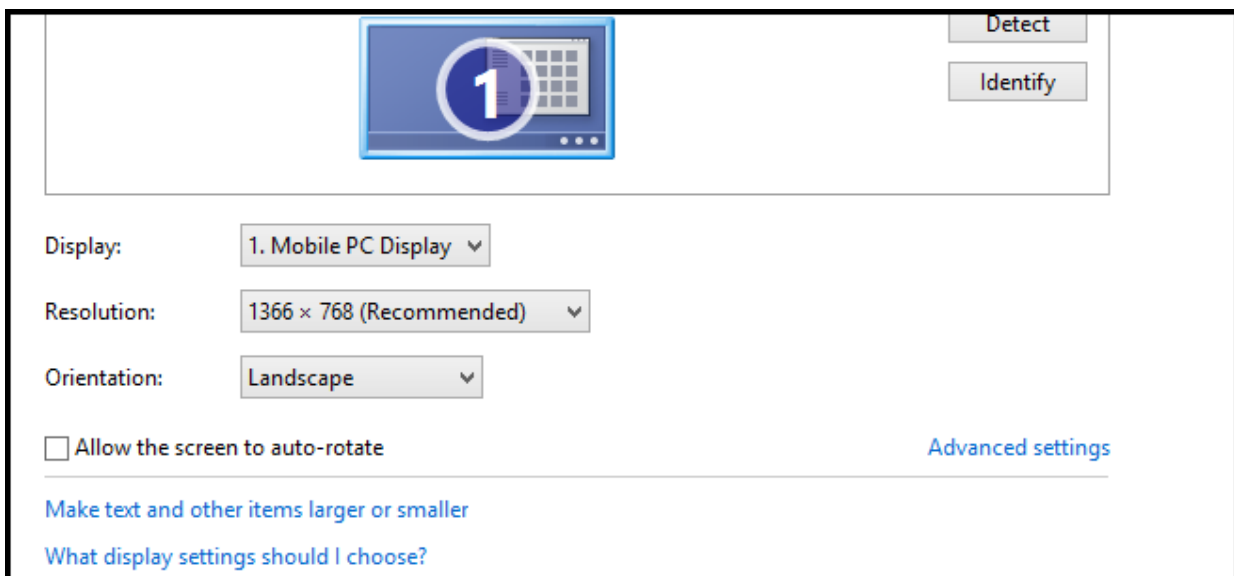 Detect
1
Identify
Display: 1. Mobile PC Display
Resolution: 1366 × 768 (Recommended)
Orientation: Landscape
Allow the screen to auto-rotate Advanced settings
Make text and other items larger or smaller
What display settings should I choose?